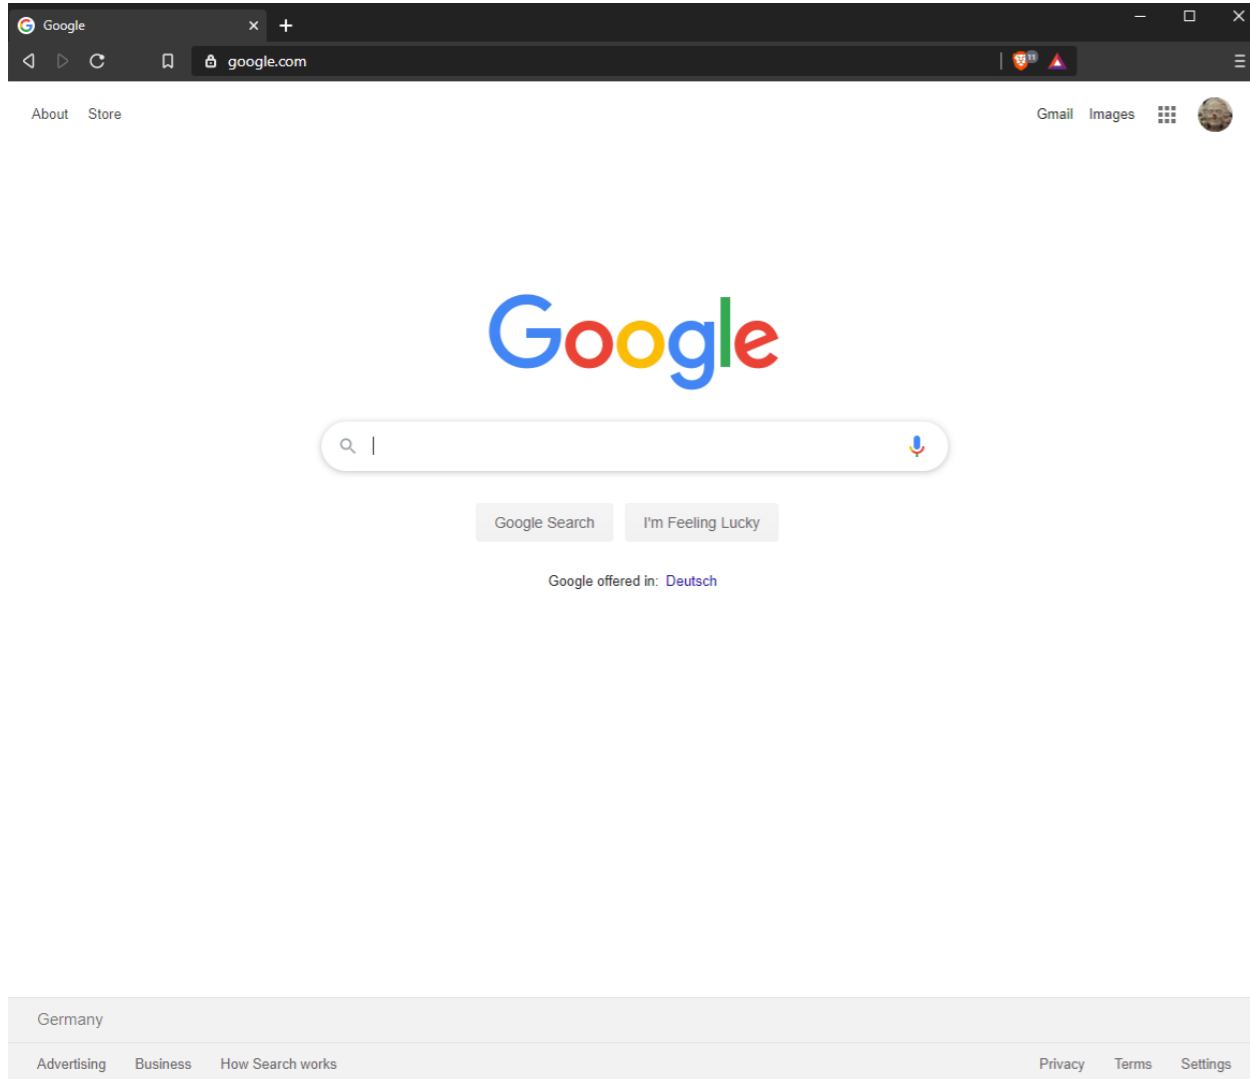 Google
google.com
11
About Store
Gmail Images
Google
Google Search I'm Feeling Lucky
Google offered in: Deutsch
Germany
Advertising Business How Search works
Privacy Terms Settings